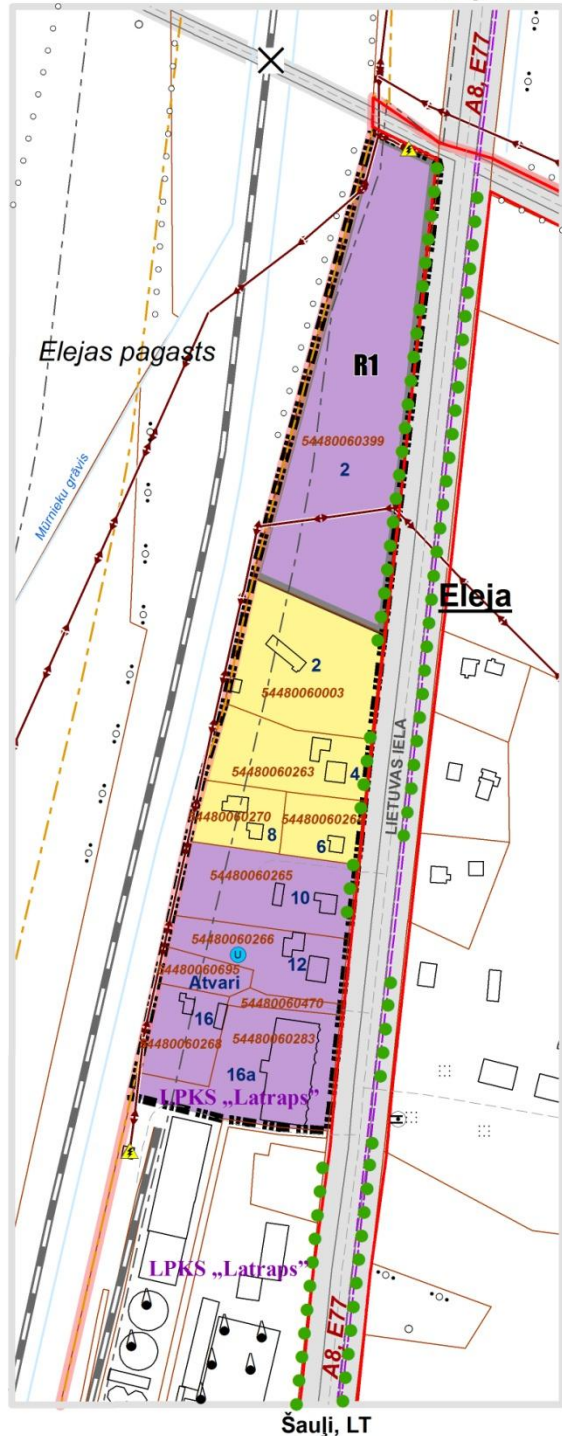 A8, E77
Elejas pagasts
R1
54480060399
2
Mūrnieku grāvis
Eleja
2
54480060003
LIETUVAS IELA
54480060263
4
54480060270
8
6
54480060265
10
54480060266
U
12
54480060695
Atvari
54480060470
16
54480060268
54480060283
16a
LPKS „Latraps”
LPKS „Latraps”
A8, E77
Šauļi, LT